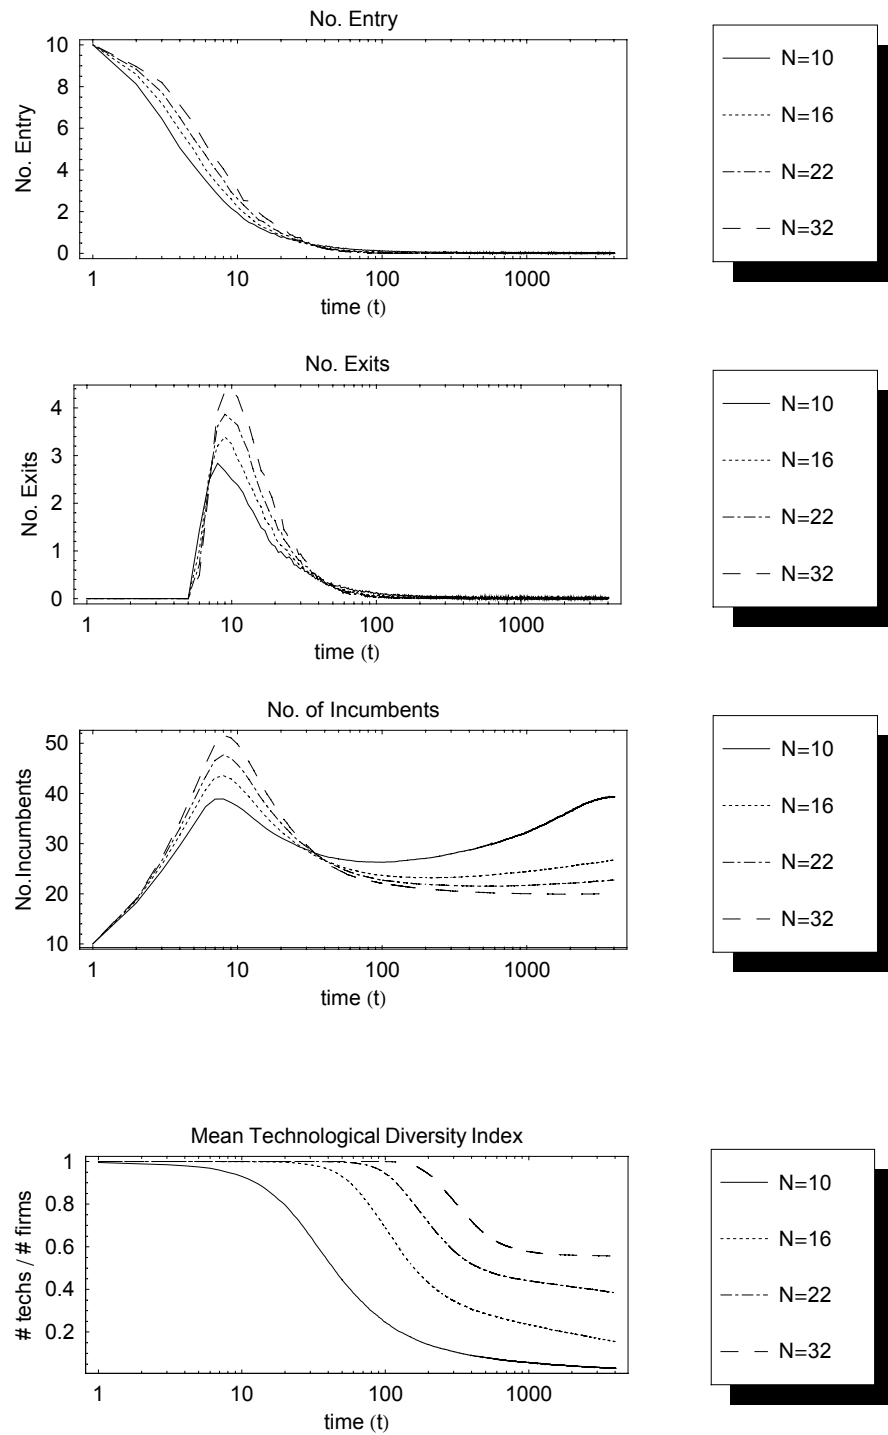 No. Entry
10
8
6
4
2
0
No. Entry
1 10 100 1000
time (t)
N=10
N=16
N=22
N=32
No. Exits
4
3
2
1
0
No. Exits
1 10 100 1000
time (t)
N=10
N=16
N=22
N=32
No. of Incumbents
50
40
30
20
10
No.Incumbents
1 10 100 1000
time (t)
N=10
N=16
N=22
N=32
Mean Technological Diversity Index
1
0.8
0.6
0.4
0.2
# techs / # firms
1 10 100 1000
time (t)
N=10
N=16
N=22
N=32